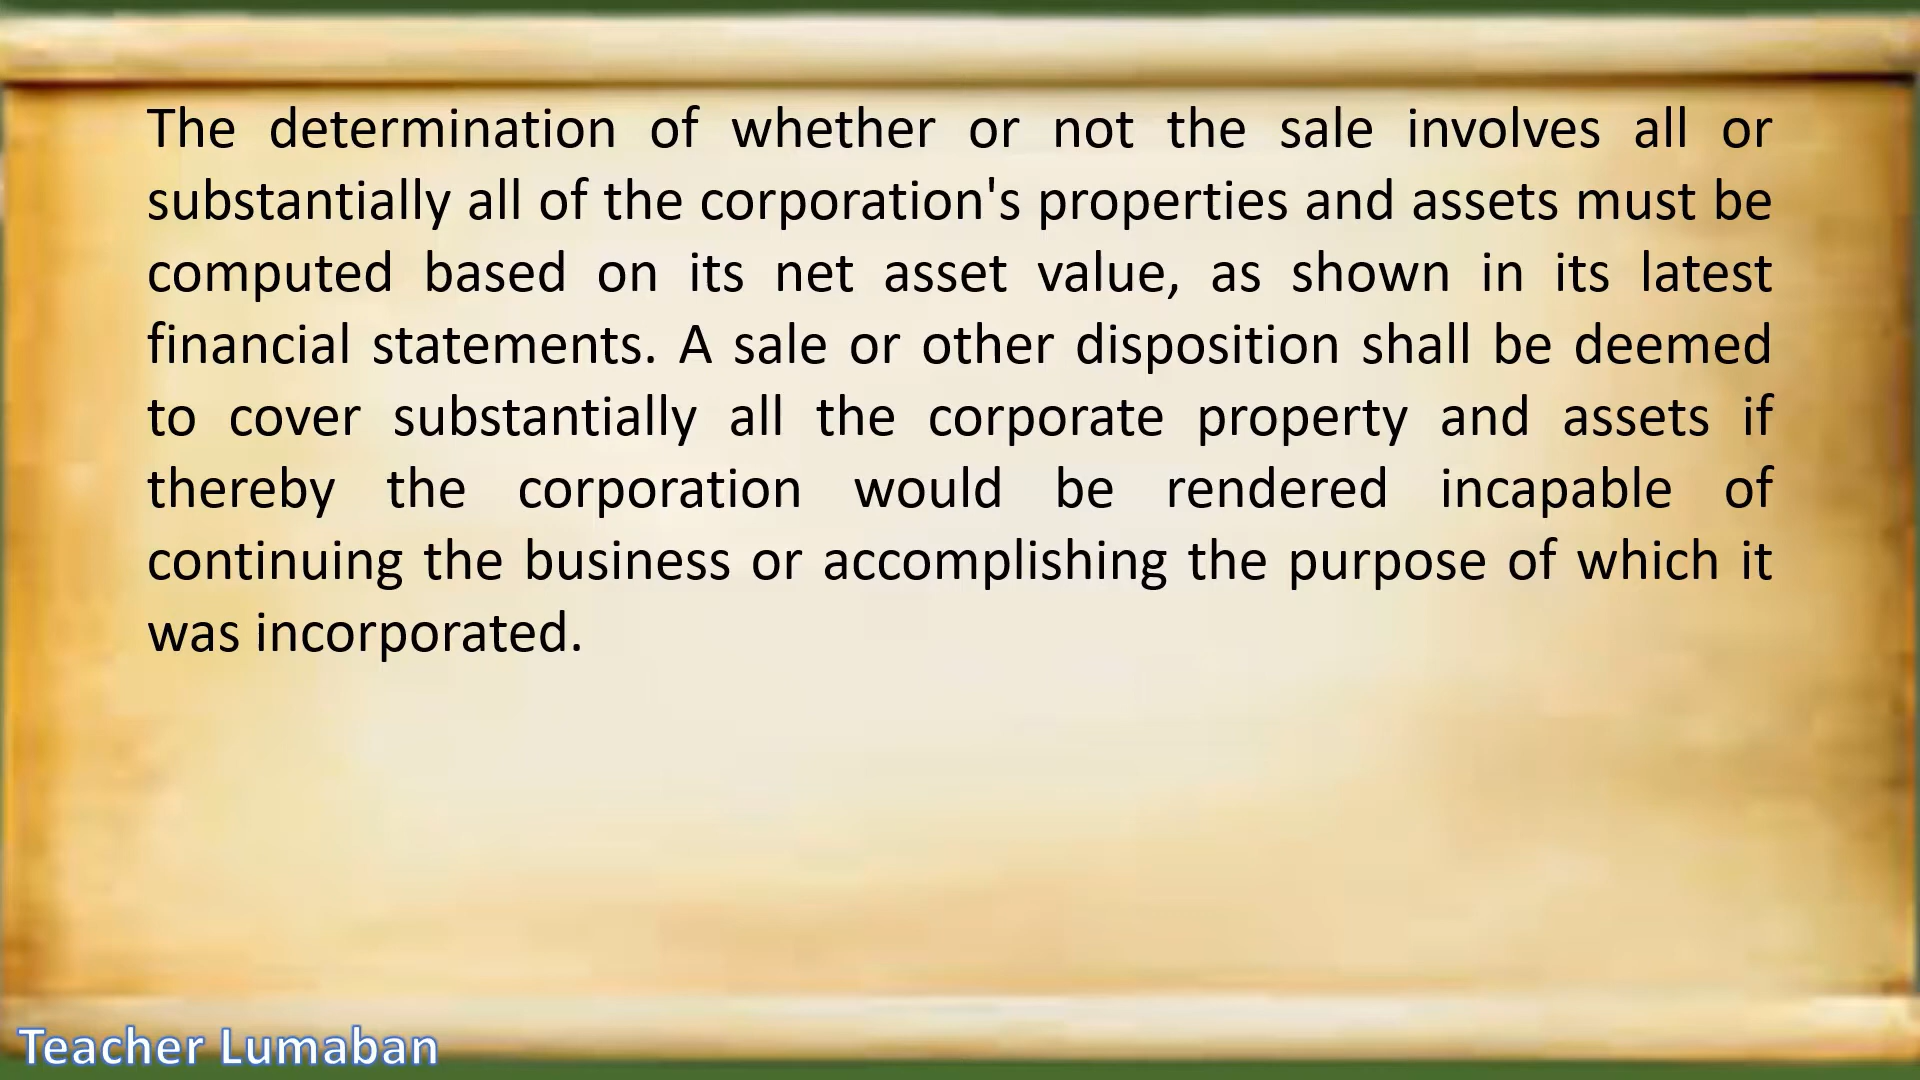 The determination of whether or not the sale involves all or
substantially all of the corporation's properties and assets must be
computed based on its net asset value, as shown in its latest
financial statements. A sale or other disposition shall be deemed
to cover substantially all the corporate property and assets if
thereby the corporation would be rendered incapable of
continuing the business or accomplishing the purpose of which it
was incorporated.
Teacher Lumaban